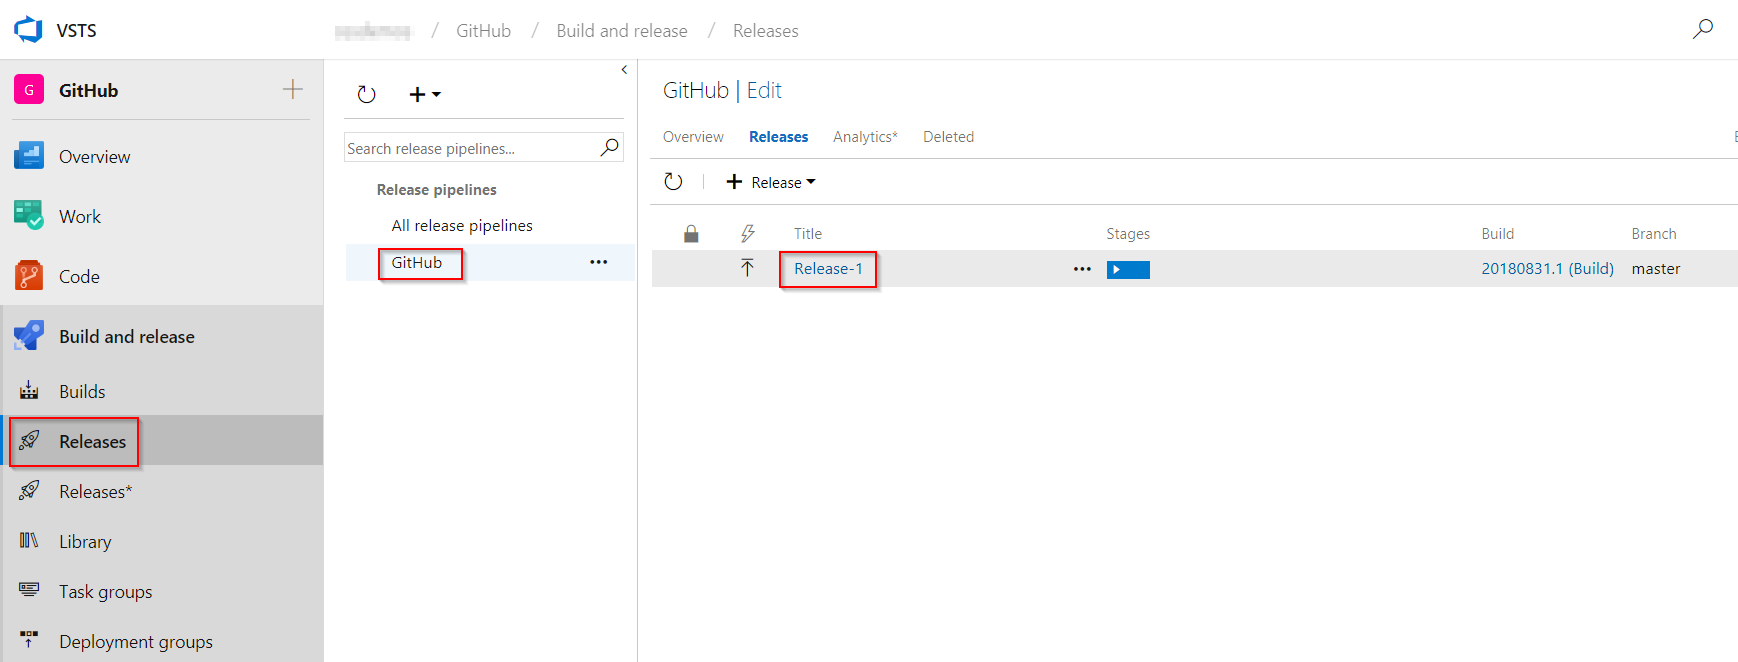 VSTS
/ GitHub / Build and release / Releases
G GitHub
Overview
Work
Code
Build and release
Builds
Releases
Releases*
Library
Task groups
Deployment groups
Search release pipelines...
Release pipelines
All release pipelines
GitHub
GitHub | Edit
Overview Releases Analytics* Deleted
+ Release
Title Stages Build Branch
Release-1 20180831.1 (Build) master